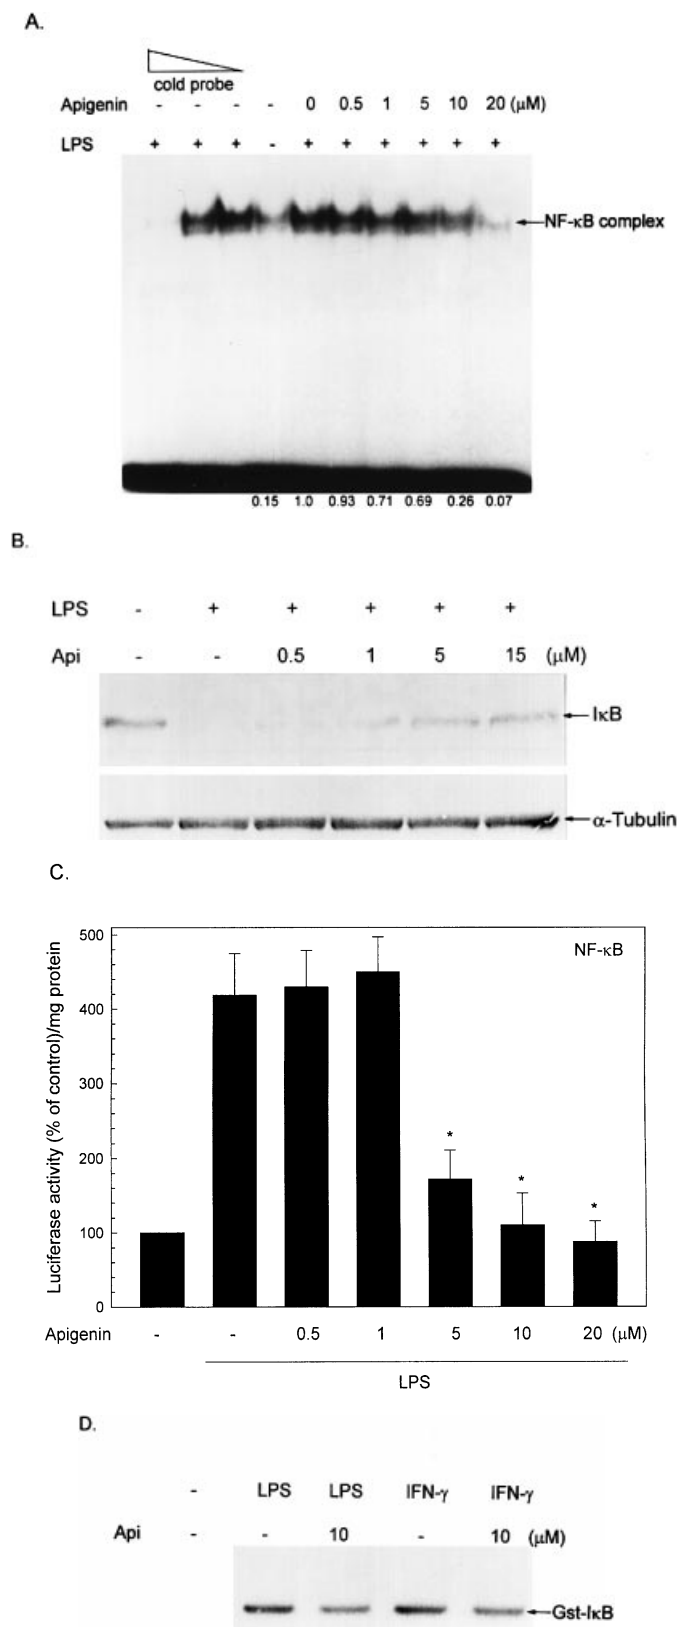 A.
cold probe
Apigenin - - - - 0 0.5 1 5 10 20 (μM)
LPS + + + - + + + + + +
NF-κB complex
0.15 1.0 0.93 0.71 0.69 0.26 0.07
B.
LPS - + + + + +
Api - - 0.5 1 5 15 (μM)
IκB
α-Tubulin
C.
Luciferase activity (% of control)/mg protein
500
400
300
200
100
0
NF-κB
* * *
Apigenin - - 0.5 1 5 10 20 (μM)
LPS
D.
- LPS LPS IFN-γ IFN-γ
Api - - 10 - 10 (μM)
Gst-IκB